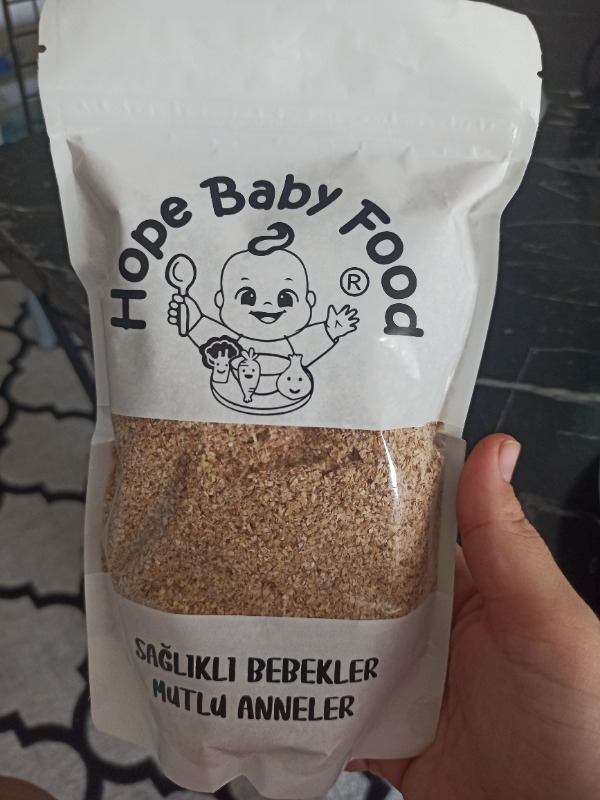 Hope Baby Food
®
SAĞLIKLI BEBEKLER
MUTLU ANNELER